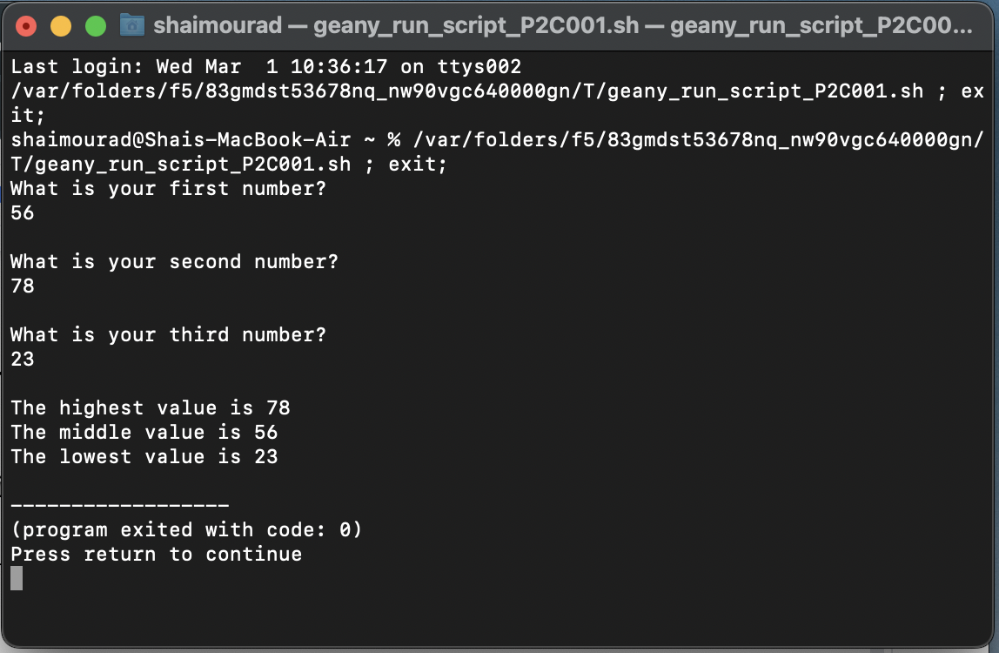 shaimourad — geany_run_script_P2C001.sh — geany_run_script_P2C00...
Last login: Wed Mar  1 10:36:17 on ttys002
/var/folders/f5/83gmdst53678nq_nw90vgc640000gn/T/geany_run_script_P2C001.sh ; ex
it;
shaimourad@Shais-MacBook-Air ~ % /var/folders/f5/83gmdst53678nq_nw90vgc640000gn/
T/geany_run_script_P2C001.sh ; exit;
What is your first number?
56
What is your second number?
78
What is your third number?
23
The highest value is 78
The middle value is 56
The lowest value is 23
------------------
(program exited with code: 0)
Press return to continue